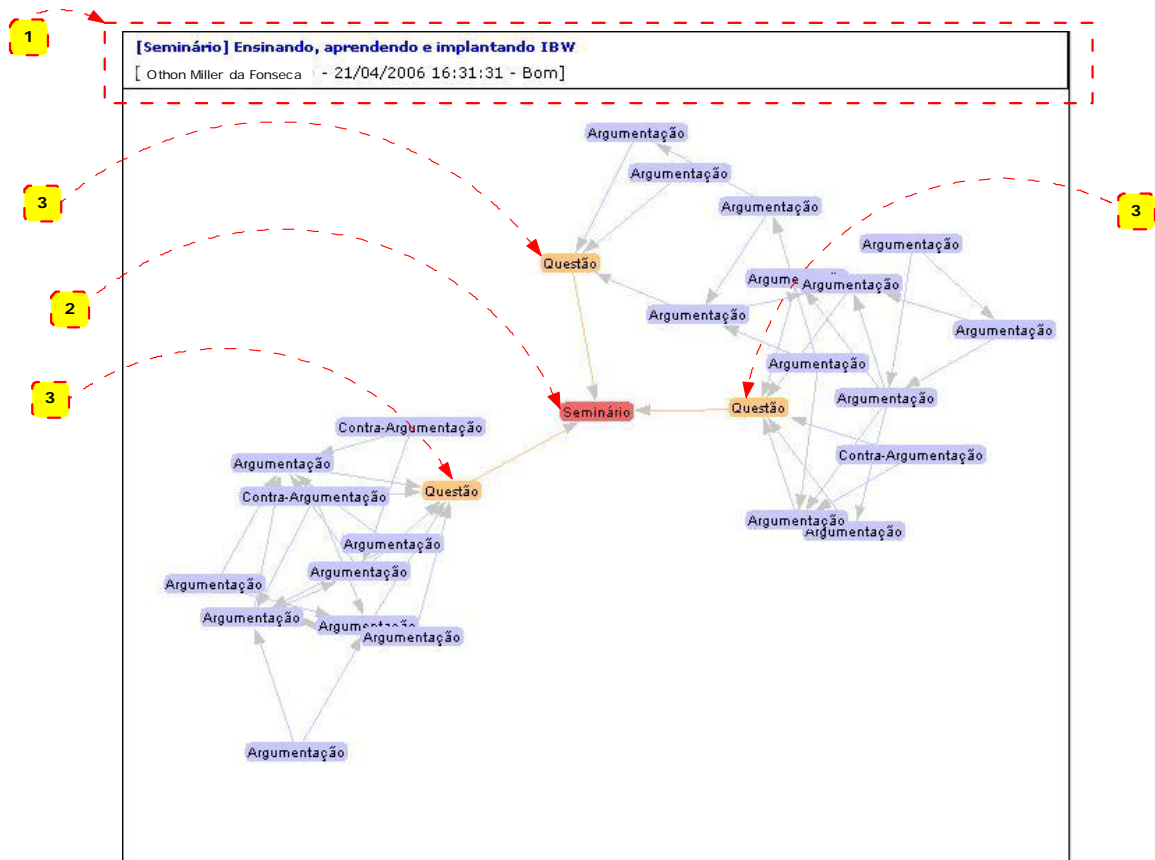 1
[Seminário] Ensinando, aprendendo e implantando IBW
[ Othon Miller da Fonseca - 21/04/2006 16:31:31 - Bom]
Argumentação
Argumentação
3
Argumentação
3
Argumentação
Questão
Argumentação
2
Argumentação
Argumentação
Argumentação
3
Argumentação
Seminário
Questão
Contra-Argumentação
Contra-Argumentação
Argumentação
Questão
Contra-Argumentação
Argumentação
Argumentação
Argumentação
Argumentação
Argumentação
Argumentação
Argumentação
Argumentação
Argumentação